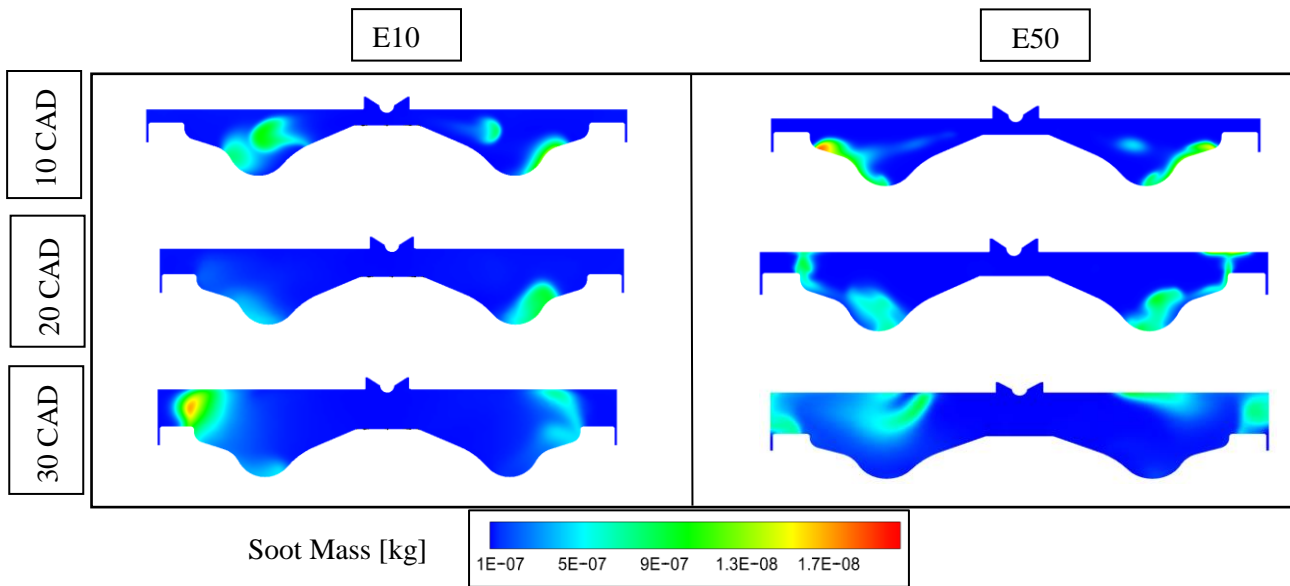 E10
E50
10 CAD
20 CAD
30 CAD
Soot Mass [kg]
1E-07 5E-07 9E-07 1.3E-08 1.7E-08